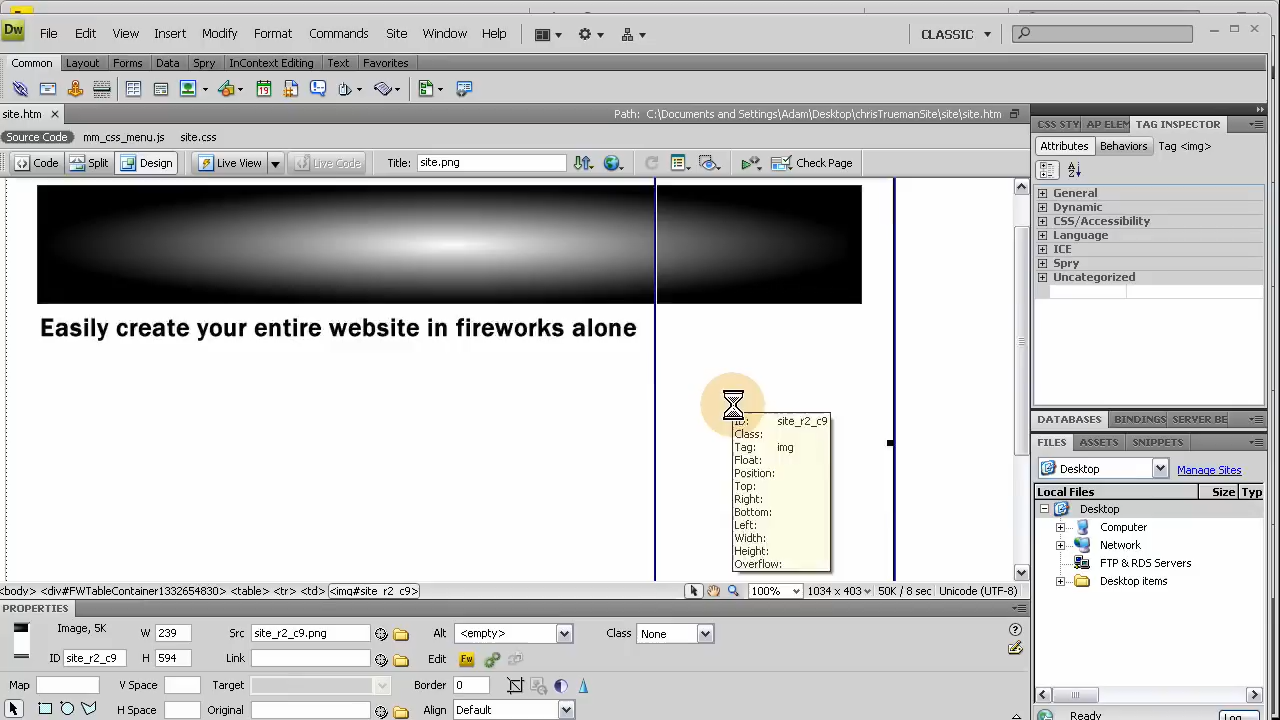 Dw File Edit View Insert Modify Format Commands Site Window Help CLASSIC
Common Layout Forms Data Spry InContext Editing Text Favorites
site.htm Path: C:\Documents and Settings\Adam\Desktop\chrisTruemanSite\site\site.htm
Source Code mm_css_menu.js site.css
Code Split Design Live View Live Code Title: site.png Check Page
Easily create your entire website in fireworks alone
ID: site_r2_c9
Class:
Tag: img
Float:
Position:
Top:
Right:
Bottom:
Left:
Width:
Height:
Overflow:
<body> <div#FWTableContainer1332654830> <table> <tr> <td> <img#site_r2_c9> 100% 1034 x 403 50K / 8 sec Unicode (UTF-8)
PROPERTIES
Image, 5K W 239 Src site_r2_c9.png Alt <empty> Class None
ID site_r2_c9 H 594 Link Edit Fw
Map V Space Target Border 0
H Space Original Align Default
CSS STY AP ELEM TAG INSPECTOR
Attributes Behaviors Tag <img>
General
Dynamic
CSS/Accessibility
Language
ICE
Spry
Uncategorized
DATABASES BINDINGS SERVER BE
FILES ASSETS SNIPPETS
Desktop Manage Sites
Local Files Size Typ
Desktop
Computer
Network
FTP & RDS Servers
Desktop items
Ready Log